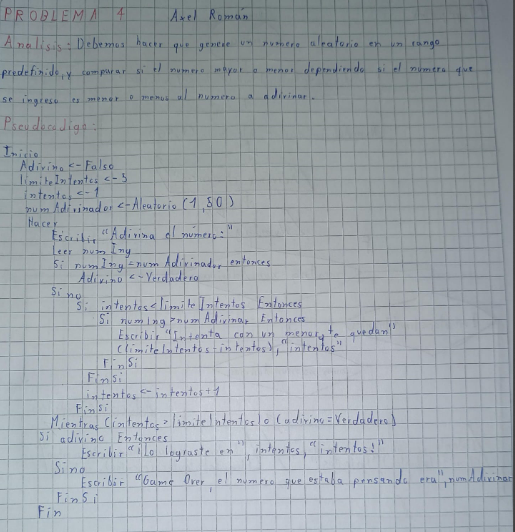 PROBLEMA 4 Axel Román
Analisis: Debemos hacer que genere un numero aleatorio en un rango
predefinido, y comparar si el numero mayor o menor dependiendo si el numero que
se ingreso es menor o menos al numero a adivinar.
Pseudocodigo:
Inicio
Adivino <- Falso
limiteIntentos <- 5
intentos <- 1
numAdivinador <- Aleatorio (1,50)
Hacer
Escribir "Adivina el numero:"
Leer numIng
Si numIng = numAdivinador entonces
Adivino <- Verdadero
Sino
Si intentos < limiteIntentos Entonces
Si numIng > numAdivinar Entonces
Escribir "Intenta con un menor, te quedan"
(limiteIntentos - intentos), "intentos"
FinSi
FinSi
intentos <- intentos + 1
FinSi
Mientras (intentos > limiteIntentos) o (adivino = Verdadero)
Si adivino Entonces
Escribir "¡Lo lograste en", intentos, "intentos!"
Sino
Escribir "Game Over, el numero que estaba pensando era", numAdivinar
FinSi
Fin